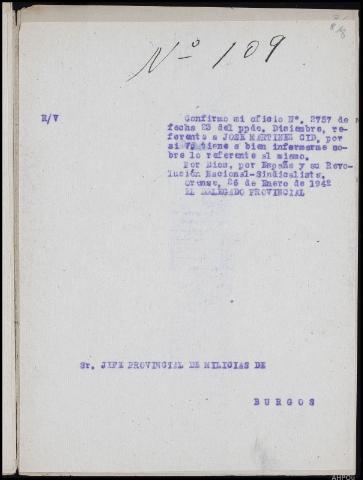 Nº 109
R/V
Confirmo mi oficio Nº. 2757 de
fecha 23 del ppdo. Diciembre, re-
ferente a JOSE MARTINEZ CID, por
si tiene a bien informarme so-
bre lo referente al mismo.
Por Dios, por España y su Revo-
lución Nacional-Sindicalista.
Orense, 26 de Enero de 1942
EL DELEGADO PROVINCIAL
Sr. JEFE PROVINCIAL DE MILICIAS DE
BURGOS
AHPOU